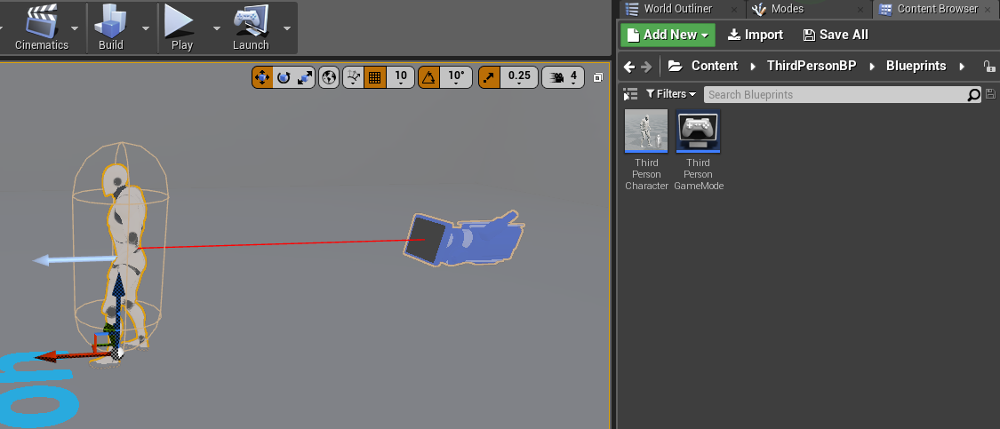 Cinematics
Build
Play
Launch
10
10°
0.25
4
World Outliner
Modes
Content Browser
Add New
Import
Save All
Content
ThirdPersonBP
Blueprints
Filters
Search Blueprints
Third
Person
Character
Third
Person
GameMode